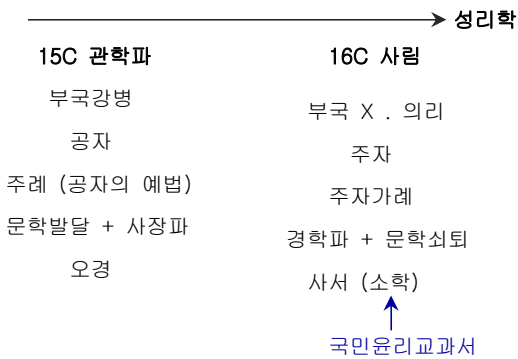 성리학
15C 관학파
부국강병
공자
주례 (공자의 예법)
문학발달 + 사장파
오경
16C 사림
부국 X . 의리
주자
주자가례
경학파 + 문학쇠퇴
사서 (소학)
국민윤리교과서